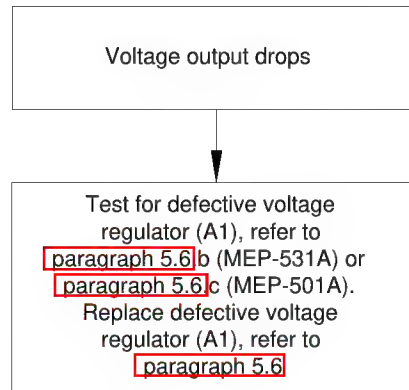 Voltage output drops
Test for defective voltage
regulator (A1), refer to
paragraph 5.6.b (MEP-531A) or
paragraph 5.6.c (MEP-501A).
Replace defective voltage
regulator (A1), refer to
paragraph 5.6